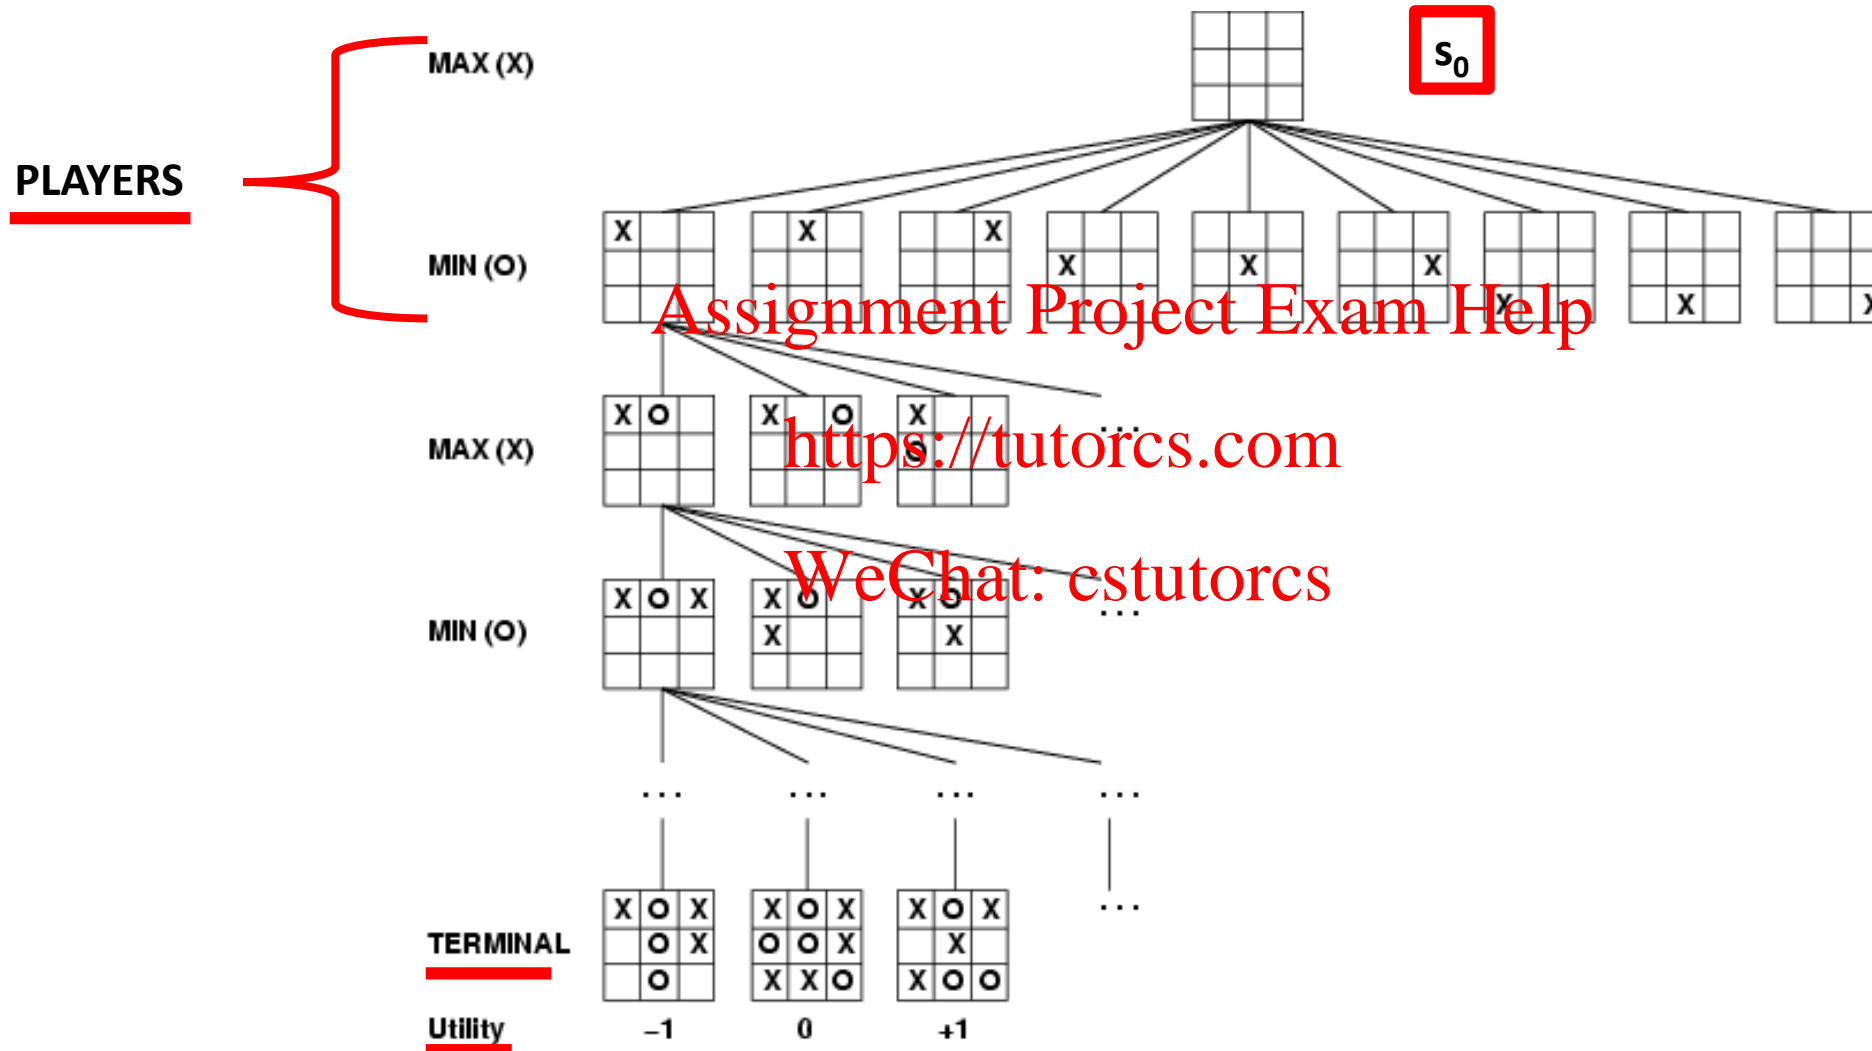 MAX (X)
s0
PLAYERS
X X X
MIN (O) X X X
X X X
Assignment Project Exam Help
X O X O X
MAX (X) O
https://tutorcs.com
WeChat: cstutorcs
X O X X O X O
MIN (O) X X
...
...
... ... ... ...
X O X X O X X O X ...
TERMINAL O X O O X X
O X X O X O O
Utility −1 0 +1